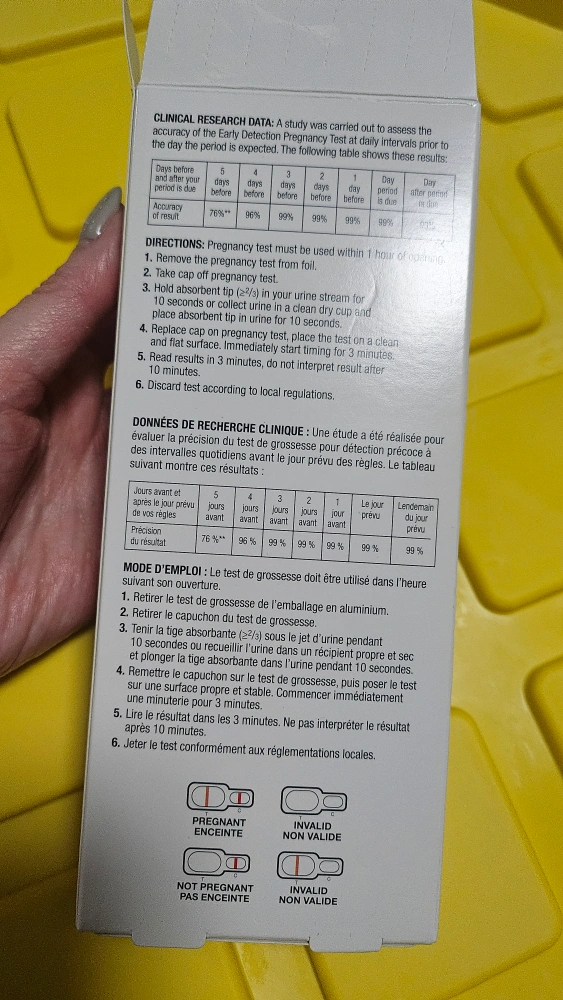 CLINICAL RESEARCH DATA: A study was carried out to assess the
accuracy of the Early Detection Pregnancy Test at daily intervals prior to
the day the period is expected. The following table shows these results:
Days before and after your period is due | 5 days before | 4 days before | 3 days before | 2 days before | 1 day before | Day period is due | Day after period is due
Accuracy of result | 76%** | 96% | 99% | 99% | 99% | 99% |
DIRECTIONS: Pregnancy test must be used within 1 hour of opening.
1. Remove the pregnancy test from foil.
2. Take cap off pregnancy test.
3. Hold absorbent tip (≥2/3) in your urine stream for
10 seconds or collect urine in a clean dry cup and
place absorbent tip in urine for 10 seconds.
4. Replace cap on pregnancy test, place the test on a clean
and flat surface. Immediately start timing for 3 minutes.
5. Read results in 3 minutes, do not interpret result after
10 minutes.
6. Discard test according to local regulations.
DONNÉES DE RECHERCHE CLINIQUE : Une étude a été réalisée pour
évaluer la précision du test de grossesse pour détection précoce à
des intervalles quotidiens avant le jour prévu des règles. Le tableau
suivant montre ces résultats :
Jours avant et après le jour prévu de vos règles | 5 jours avant | 4 jours avant | 3 jours avant | 2 jours avant | 1 jour avant | Le jour prévu | Lendemain du jour prévu
Précision du résultat | 76 %** | 96 % | 99 % | 99 % | 99 % | 99 % | 99 %
MODE D'EMPLOI : Le test de grossesse doit être utilisé dans l'heure
suivant son ouverture.
1. Retirer le test de grossesse de l'emballage en aluminium.
2. Retirer le capuchon du test de grossesse.
3. Tenir la tige absorbante (≥2/3) sous le jet d'urine pendant
10 secondes ou recueillir l'urine dans un récipient propre et sec
et plonger la tige absorbante dans l'urine pendant 10 secondes.
4. Remettre le capuchon sur le test de grossesse, puis poser le test
sur une surface propre et stable. Commencer immédiatement
une minuterie pour 3 minutes.
5. Lire le résultat dans les 3 minutes. Ne pas interpréter le résultat
après 10 minutes.
6. Jeter le test conformément aux réglementations locales.
T C
PREGNANT
ENCEINTE
T C
INVALID
NON VALIDE
T C
NOT PREGNANT
PAS ENCEINTE
T C
INVALID
NON VALIDE